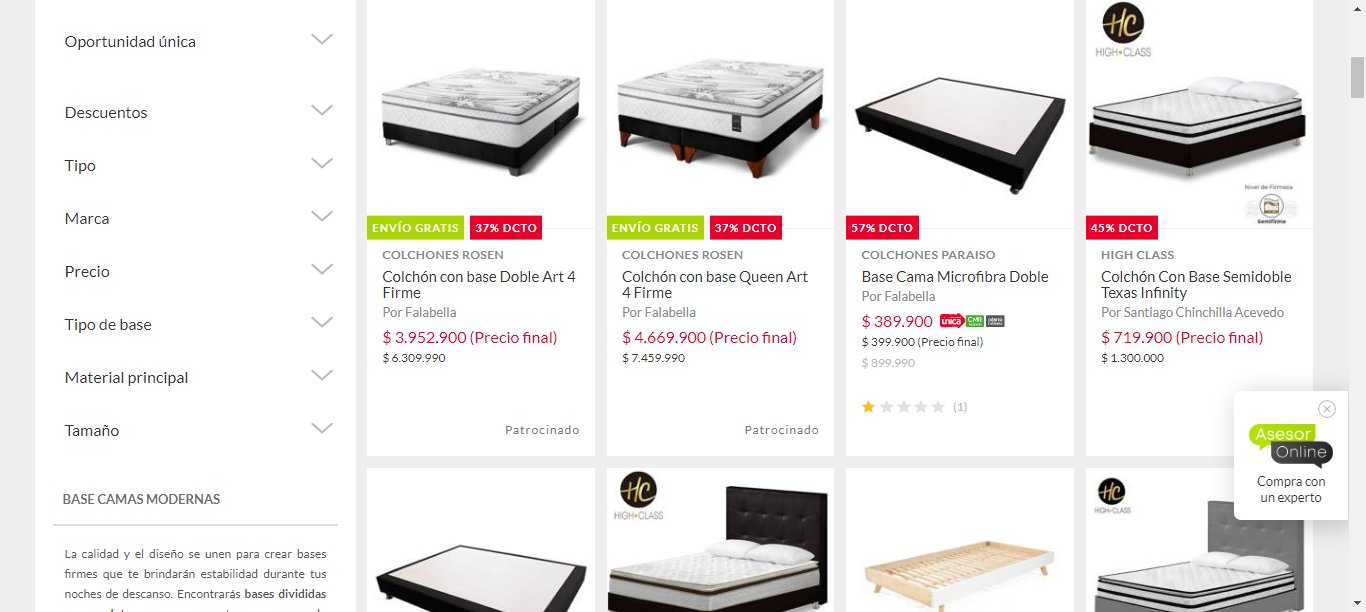 Oportunidad única
Descuentos
Tipo
Marca
Precio
Tipo de base
Material principal
Tamaño
BASE CAMAS MODERNAS
La calidad y el diseño se unen para crear bases
firmes que te brindarán estabilidad durante tus
noches de descanso. Encontrarás bases divididas
ENVÍO GRATIS 37% DCTO
COLCHONES ROSEN
Colchón con base Doble Art 4
Firme
Por Falabella
$ 3.952.900 (Precio final)
$ 6.309.990
Patrocinado
ENVÍO GRATIS 37% DCTO
COLCHONES ROSEN
Colchón con base Queen Art
4 Firme
Por Falabella
$ 4.669.900 (Precio final)
$ 7.459.990
Patrocinado
57% DCTO
COLCHONES PARAISO
Base Cama Microfibra Doble
Por Falabella
$ 389.900 única CMR
$ 399.900 (Precio final)
$ 899.990
(1)
HC
HIGH CLASS
Nivel de Firmeza
Semifirme
45% DCTO
HIGH CLASS
Colchón Con Base Semidoble
Texas Infinity
Por Santiago Chinchilla Acevedo
$ 719.900 (Precio final)
$ 1.300.000
HC
HIGH CLASS
HC
HIGH CLASS
Asesor
Online
Compra con
un experto